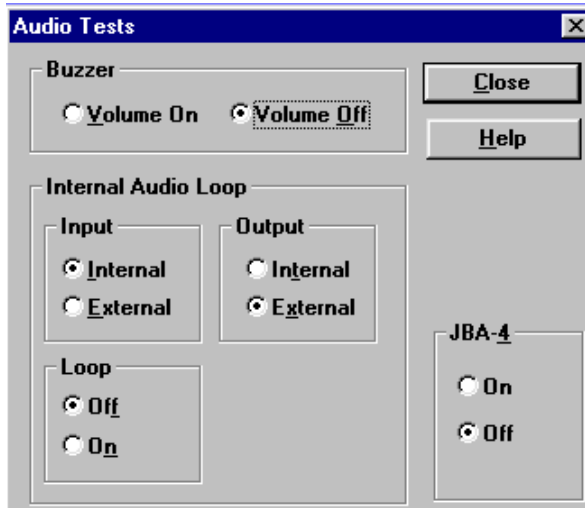 Audio Tests
Buzzer
Volume On
Volume Off
Close
Help
Internal Audio Loop
Input
Internal
External
Output
Internal
External
Loop
Off
On
JBA-4
On
Off